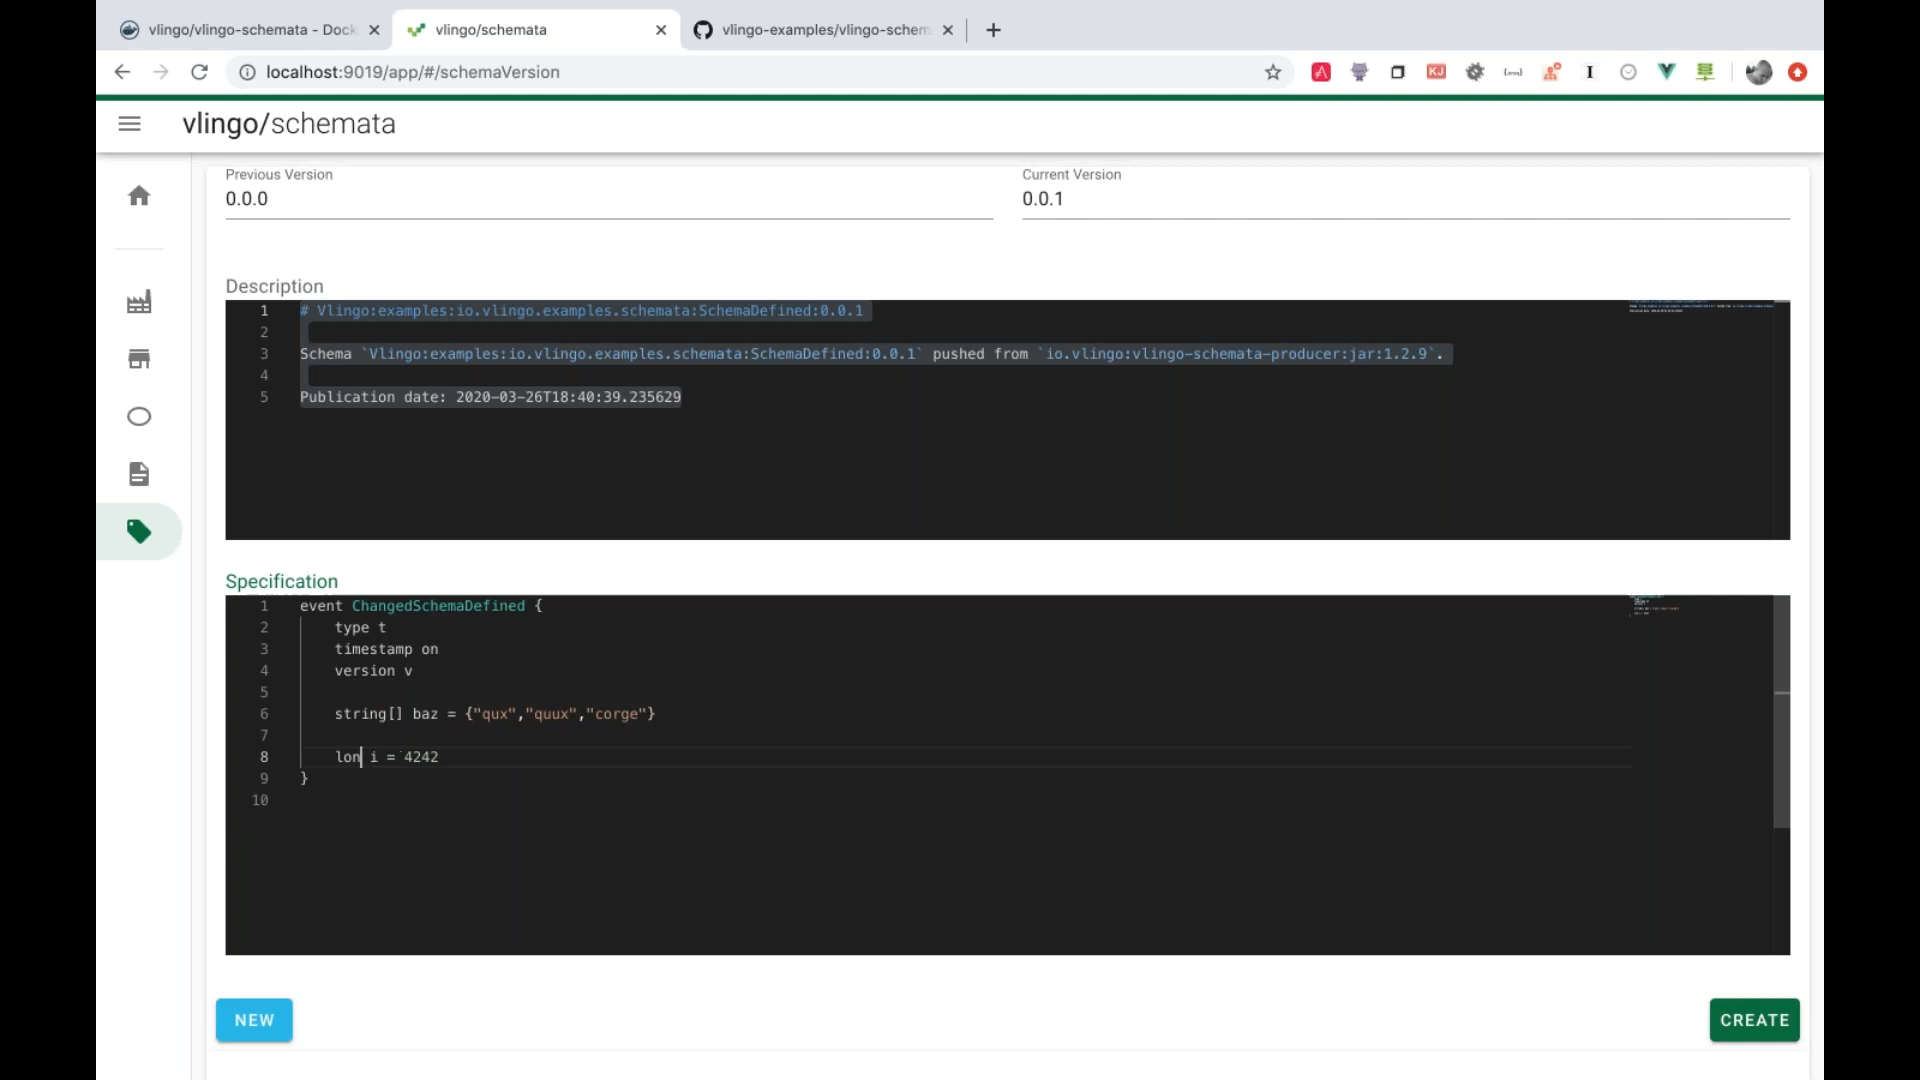 vlingo/vlingo-schemata - Dock
vlingo/schemata
vlingo-examples/vlingo-schem
localhost:9019/app/#/schemaVersion
KJ
vlingo/schemata
Previous Version
0.0.0
Current Version
0.0.1
Description
1 # Vlingo:examples:io.vlingo.examples.schemata:SchemaDefined:0.0.1
2
3 Schema `Vlingo:examples:io.vlingo.examples.schemata:SchemaDefined:0.0.1` pushed from `io.vlingo:vlingo-schemata-producer:jar:1.2.9`.
4
5 Publication date: 2020-03-26T18:40:39.235629
Specification
1 event ChangedSchemaDefined {
2 type t
3 timestamp on
4 version v
5
6 string[] baz = {"qux","quux","corge"}
7
8 lon i = 4242
9 }
10
NEW
CREATE